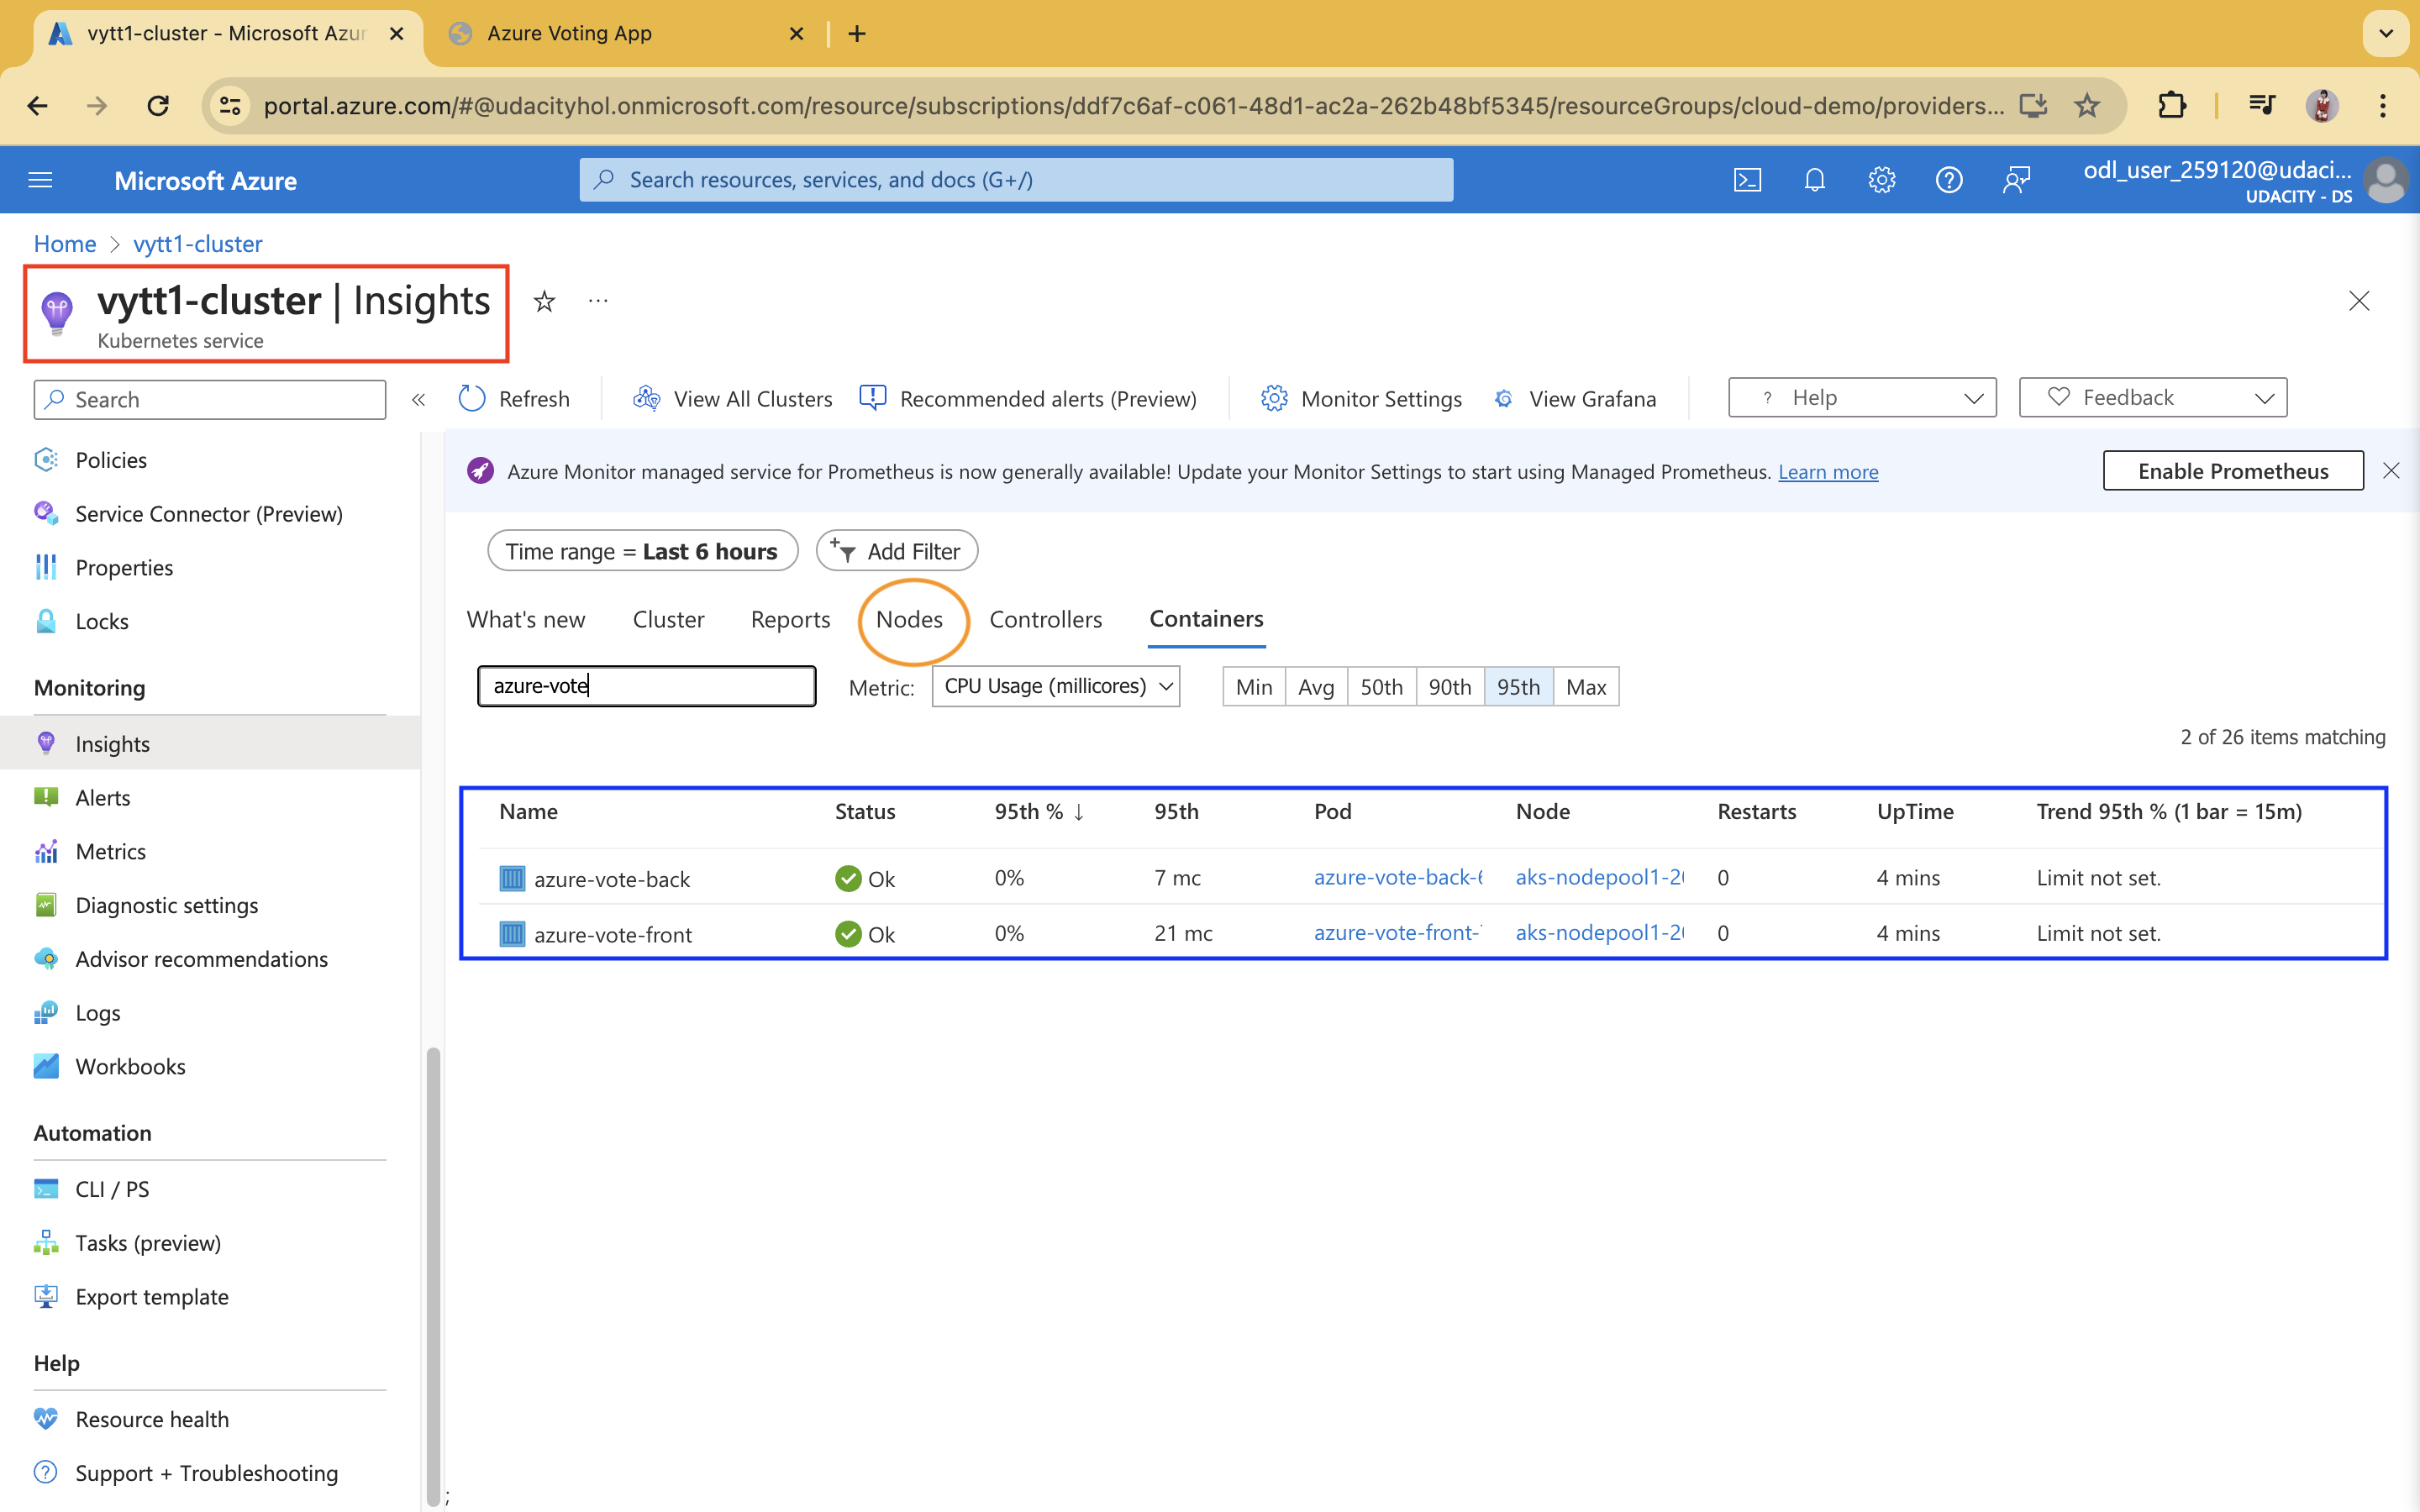 vytt1-cluster - Microsoft Azur
Azure Voting App
portal.azure.com/#@udacityhol.onmicrosoft.com/resource/subscriptions/ddf7c6af-c061-48d1-ac2a-262b48bf5345/resourceGroups/cloud-demo/providers...
Microsoft Azure
Search resources, services, and docs (G+/)
odl_user_259120@udaci...
UDACITY - DS
Home > vytt1-cluster
vytt1-cluster | Insights
Kubernetes service
Search
Refresh
View All Clusters
Recommended alerts (Preview)
Monitor Settings
View Grafana
? Help
Feedback
Policies
Service Connector (Preview)
Properties
Locks
Monitoring
Insights
Alerts
Metrics
Diagnostic settings
Advisor recommendations
Logs
Workbooks
Automation
CLI / PS
Tasks (preview)
Export template
Help
Resource health
Support + Troubleshooting
Azure Monitor managed service for Prometheus is now generally available! Update your Monitor Settings to start using Managed Prometheus. Learn more
Enable Prometheus
Time range = Last 6 hours
Add Filter
What's new Cluster Reports Nodes Controllers Containers
azure-vote
Metric: CPU Usage (millicores)
Min Avg 50th 90th 95th Max
2 of 26 items matching
Name Status 95th % ↓ 95th Pod Node Restarts UpTime Trend 95th % (1 bar = 15m)
azure-vote-back Ok 0% 7 mc azure-vote-back-6 aks-nodepool1-20 0 4 mins Limit not set.
azure-vote-front Ok 0% 21 mc azure-vote-front- aks-nodepool1-20 0 4 mins Limit not set.
;